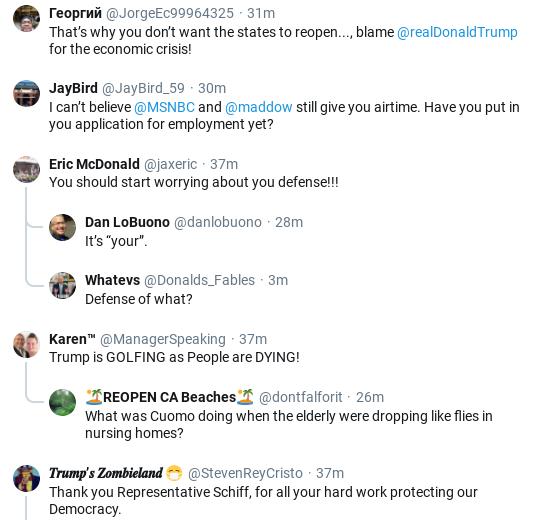 Георгий @JorgeEc99964325 · 31m
That’s why you don’t want the states to reopen..., blame @realDonaldTrump
for the economic crisis!
JayBird @JayBird_59 · 30m
I can’t believe @MSNBC and @maddow still give you airtime. Have you put in
you application for employment yet?
Eric McDonald @jaxeric · 37m
You should start worrying about you defense!!!
Dan LoBuono @danlobuono · 28m
It’s “your”.
Whatevs @Donalds_Fables · 3m
Defense of what?
Karen™ @ManagerSpeaking · 37m
Trump is GOLFING as People are DYING!
🏝️REOPEN CA Beaches🏝️ @dontfalforit · 26m
What was Cuomo doing when the elderly were dropping like flies in
nursing homes?
𝑻𝒓𝒖𝒎𝒑'𝒔 𝒁𝒐𝒎𝒃𝒊𝒆𝒍𝒂𝒏𝒅 😷 @StevenReyCristo · 37m
Thank you Representative Schiff, for all your hard work protecting our
Democracy.